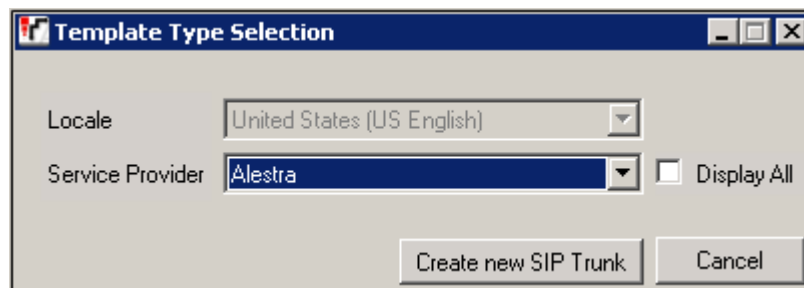 Template Type Selection
Locale United States (US English)
Service Provider Alestra Display All
Create new SIP Trunk Cancel